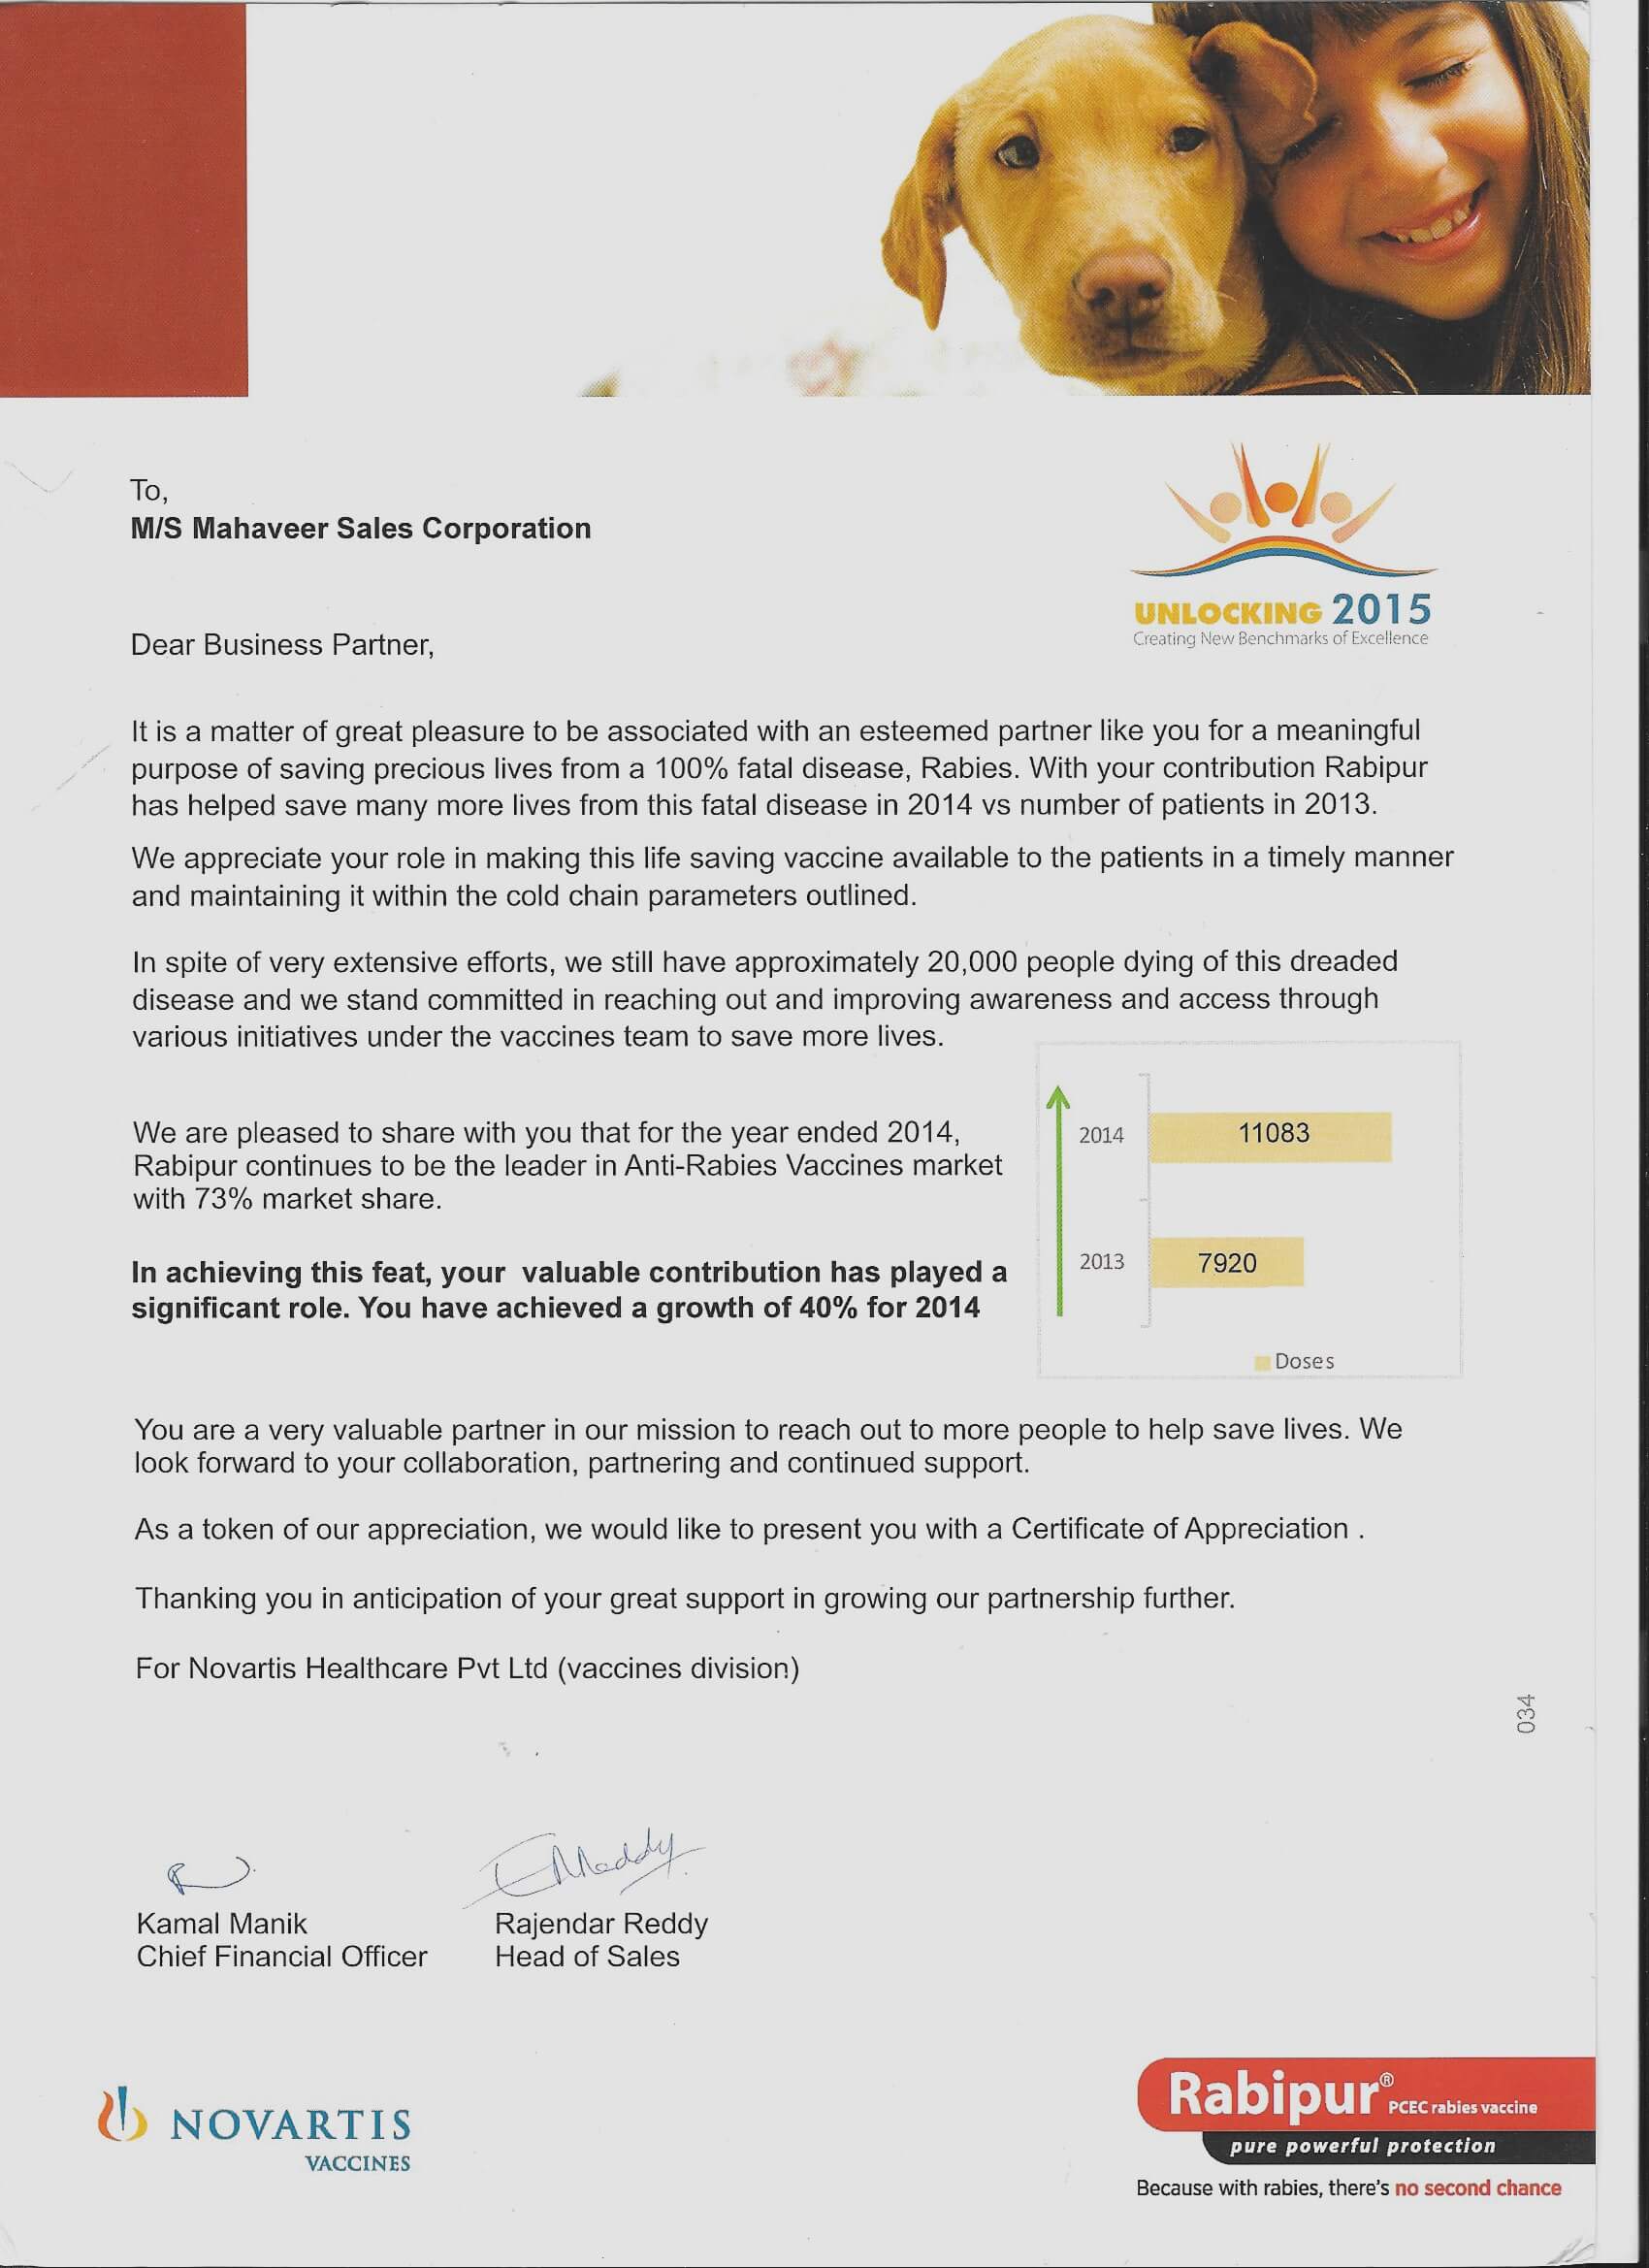 To,
M/S Mahaveer Sales Corporation
UNLOCKING 2015
Creating New Benchmarks of Excellence
Dear Business Partner,
It is a matter of great pleasure to be associated with an esteemed partner like you for a meaningful
purpose of saving precious lives from a 100% fatal disease, Rabies. With your contribution Rabipur
has helped save many more lives from this fatal disease in 2014 vs number of patients in 2013.
We appreciate your role in making this life saving vaccine available to the patients in a timely manner
and maintaining it within the cold chain parameters outlined.
In spite of very extensive efforts, we still have approximately 20,000 people dying of this dreaded
disease and we stand committed in reaching out and improving awareness and access through
various initiatives under the vaccines team to save more lives.
We are pleased to share with you that for the year ended 2014,
Rabipur continues to be the leader in Anti-Rabies Vaccines market
with 73% market share.
In achieving this feat, your valuable contribution has played a
significant role. You have achieved a growth of 40% for 2014
2014 11083
2013 7920
Doses
You are a very valuable partner in our mission to reach out to more people to help save lives. We
look forward to your collaboration, partnering and continued support.
As a token of our appreciation, we would like to present you with a Certificate of Appreciation .
Thanking you in anticipation of your great support in growing our partnership further.
For Novartis Healthcare Pvt Ltd (vaccines division)
034
Kamal Manik
Chief Financial Officer
Rajendar Reddy
Head of Sales
NOVARTIS
VACCINES
Rabipur®
PCEC rabies vaccine
pure powerful protection
Because with rabies, there's no second chance